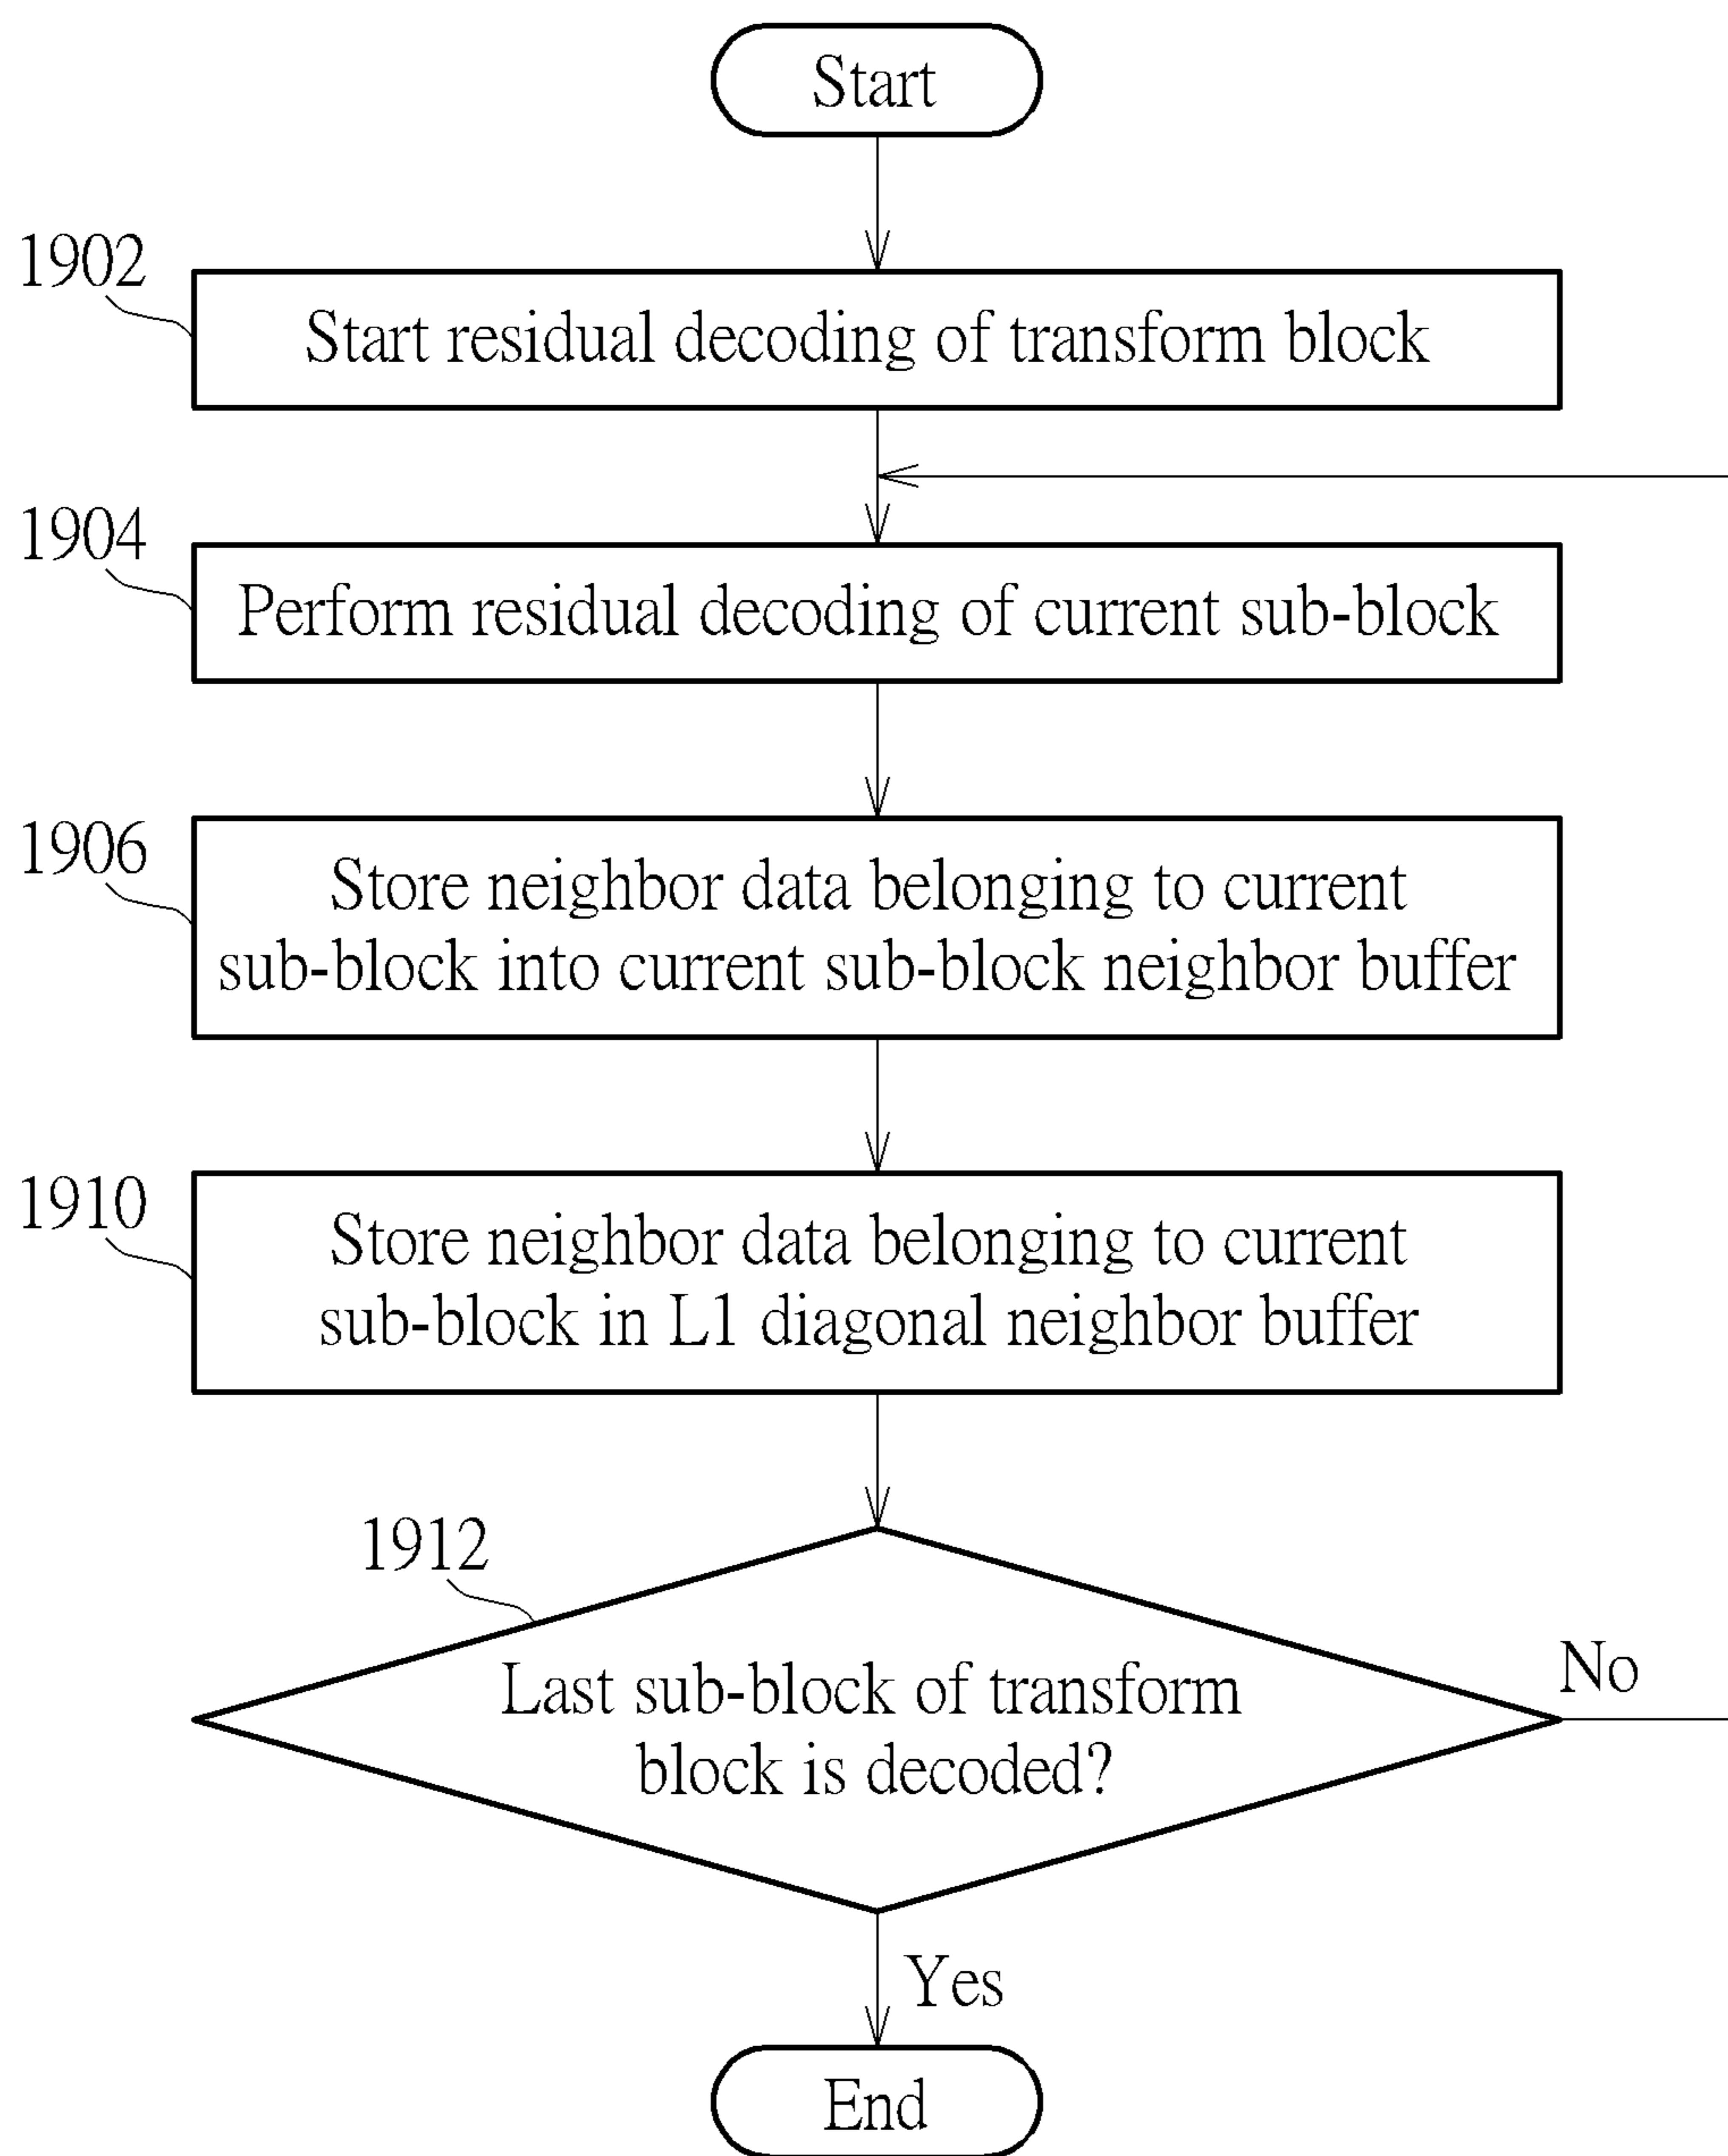 Start
1902
Start residual decoding of transform block
1904
Perform residual decoding of current sub-block
1906
Store neighbor data belonging to current
sub-block into current sub-block neighbor buffer
1910
Store neighbor data belonging to current
sub-block in L1 diagonal neighbor buffer
1912
Last sub-block of transform
block is decoded?
No
Yes
End